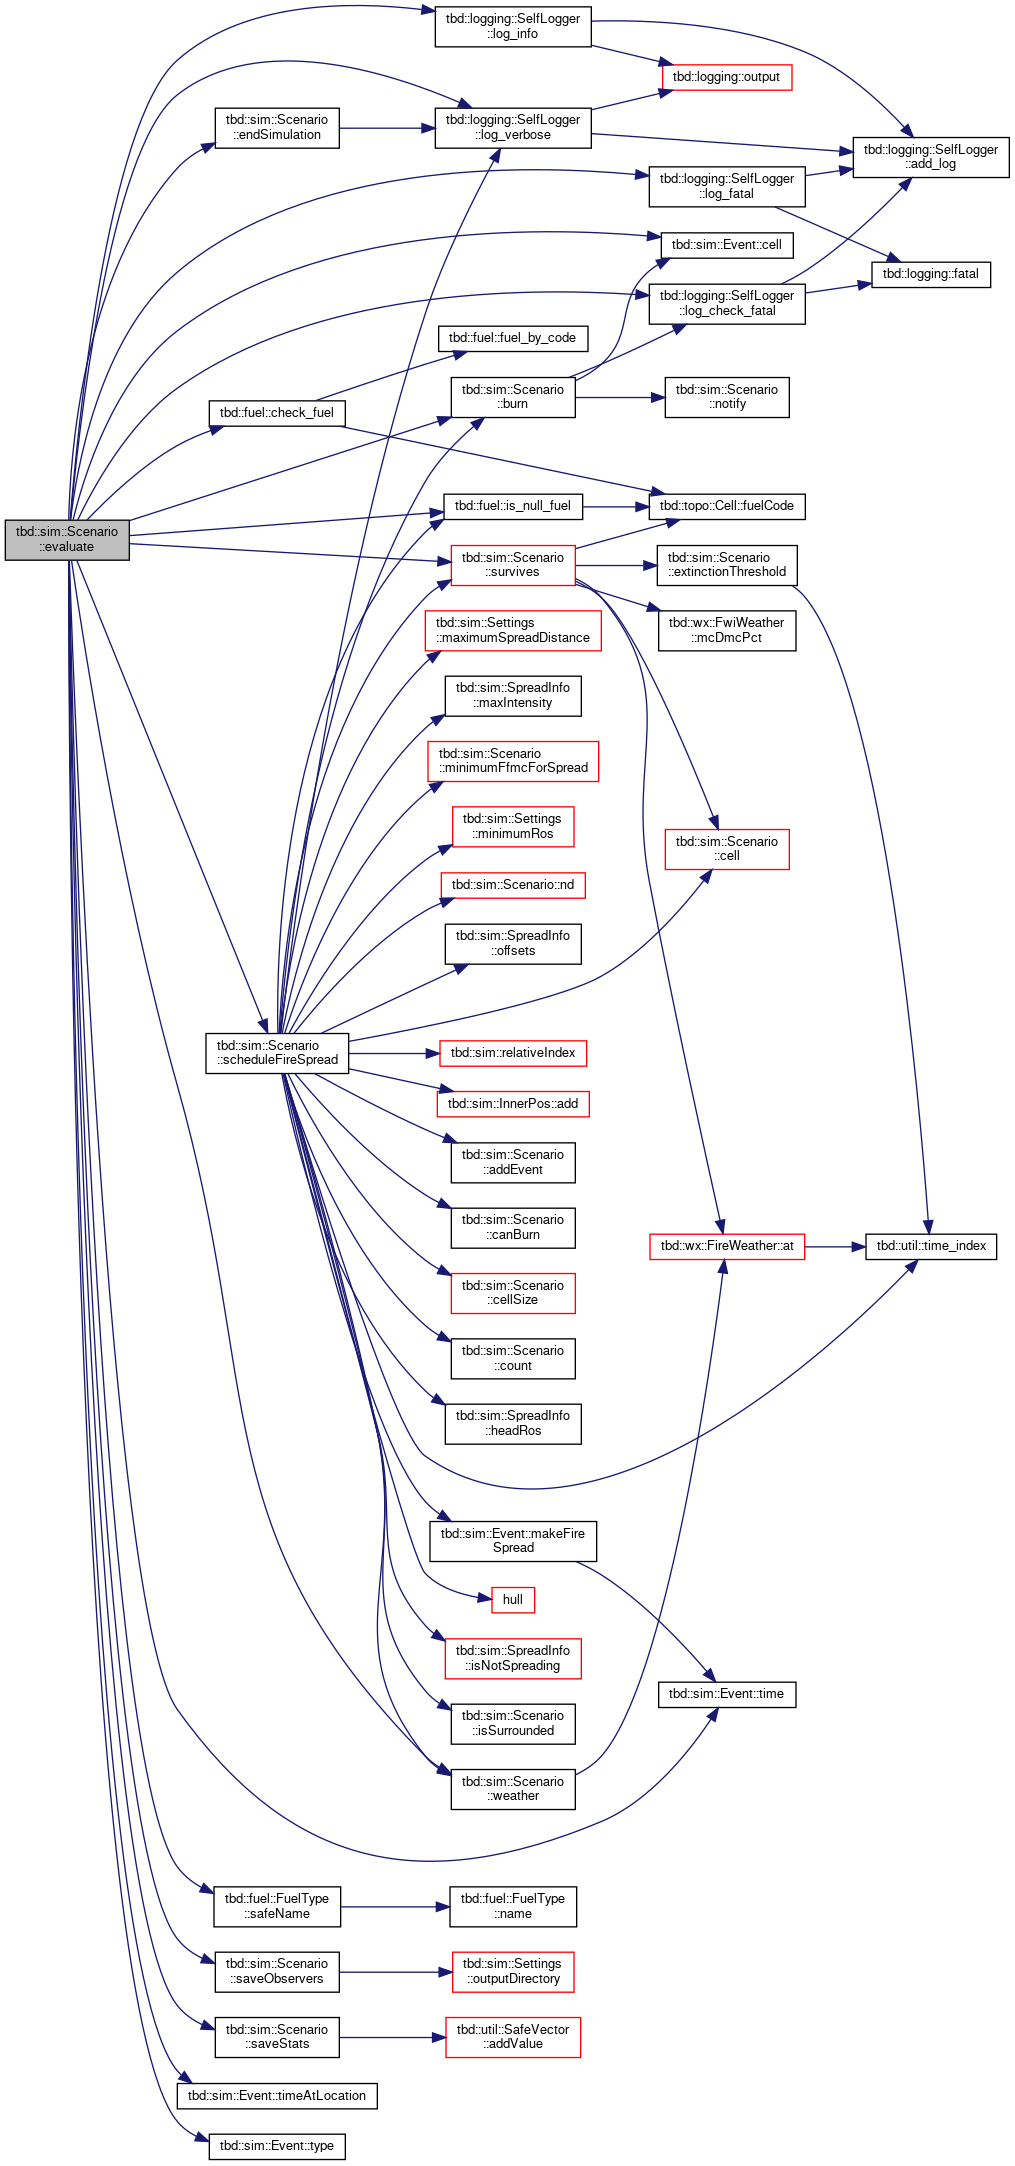 tbd::logging::SelfLogger
::log_info
tbd::logging::output
tbd::sim::Scenario
::endSimulation
tbd::logging::SelfLogger
::log_verbose
tbd::logging::SelfLogger
::add_log
tbd::logging::SelfLogger
::log_fatal
tbd::sim::Event::cell
tbd::logging::fatal
tbd::logging::SelfLogger
::log_check_fatal
tbd::fuel::fuel_by_code
tbd::sim::Scenario
::burn
tbd::sim::Scenario
::notify
tbd::fuel::check_fuel
tbd::fuel::is_null_fuel
tbd::topo::Cell::fuelCode
tbd::sim::Scenario
::evaluate
tbd::sim::Scenario
::survives
tbd::sim::Scenario
::extinctionThreshold
tbd::sim::Settings
::maximumSpreadDistance
tbd::wx::FwiWeather
::mcDmcPct
tbd::sim::SpreadInfo
::maxIntensity
tbd::sim::Scenario
::minimumFfmcForSpread
tbd::sim::Settings
::minimumRos
tbd::sim::Scenario
::cell
tbd::sim::Scenario::nd
tbd::sim::SpreadInfo
::offsets
tbd::sim::Scenario
::scheduleFireSpread
tbd::sim::relativeIndex
tbd::sim::InnerPos::add
tbd::sim::Scenario
::addEvent
tbd::sim::Scenario
::canBurn
tbd::wx::FireWeather::at
tbd::util::time_index
tbd::sim::Scenario
::cellSize
tbd::sim::Scenario
::count
tbd::sim::SpreadInfo
::headRos
tbd::sim::Event::makeFire
Spread
hull
tbd::sim::SpreadInfo
::isNotSpreading
tbd::sim::Event::time
tbd::sim::Scenario
::isSurrounded
tbd::sim::Scenario
::weather
tbd::fuel::FuelType
::safeName
tbd::fuel::FuelType
::name
tbd::sim::Scenario
::saveObservers
tbd::sim::Settings
::outputDirectory
tbd::sim::Scenario
::saveStats
tbd::util::SafeVector
::addValue
tbd::sim::Event::timeAtLocation
tbd::sim::Event::type